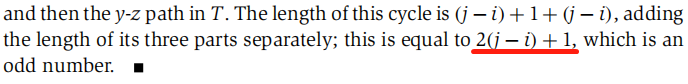 and then the y-z path in T. The length of this cycle is (j – i) + 1 + (j – i), adding
the length of its three parts separately; this is equal to 2(j – i) + 1, which is an
odd number. ■